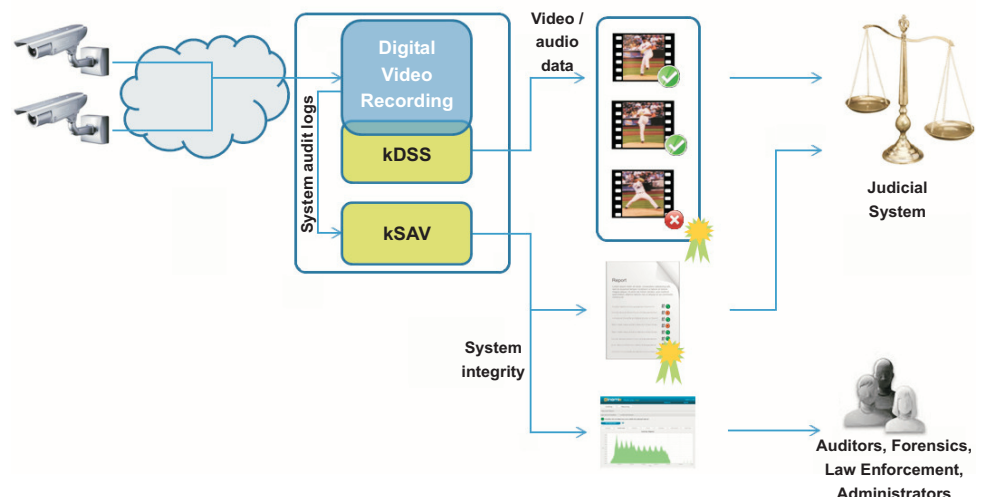 Video /
audio
data
Digital
Video
Recording
System audit logs
kDSS
kSAV
Judicial
System
Report
System
integrity
Auditors, Forensics,
Law Enforcement,
Administrators